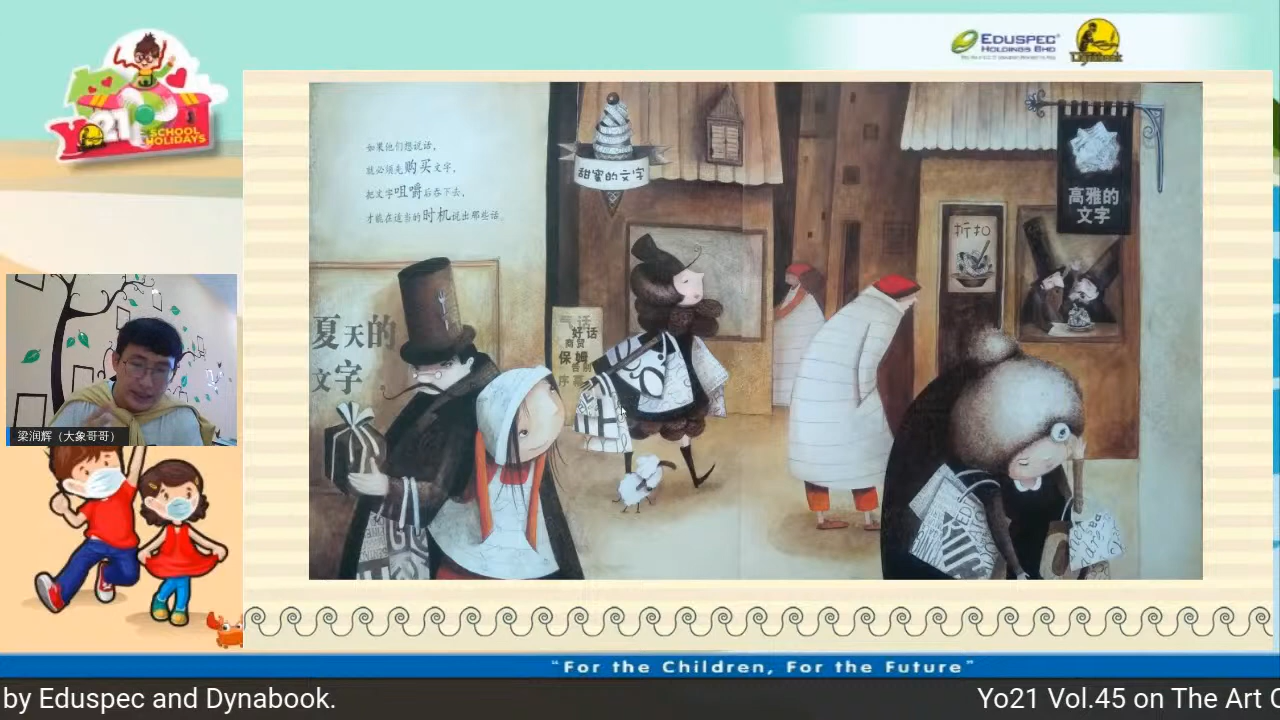 Yo21
SCHOOL
HOLIDAYS
EDUSPEC
HOLDINGS BHD
Dynabook
如果他们想说话，
就必须先购买文字，
把文字咀嚼后吞下去，
才能在适当的时机说出那些话。
甜蜜的文字
高雅的
文字
折扣
夏天的
文字
好话
商贸
保姆
梁润辉（大象哥哥）
"For the Children, For the Future"
by Eduspec and Dynabook.
Yo21 Vol.45 on The Art